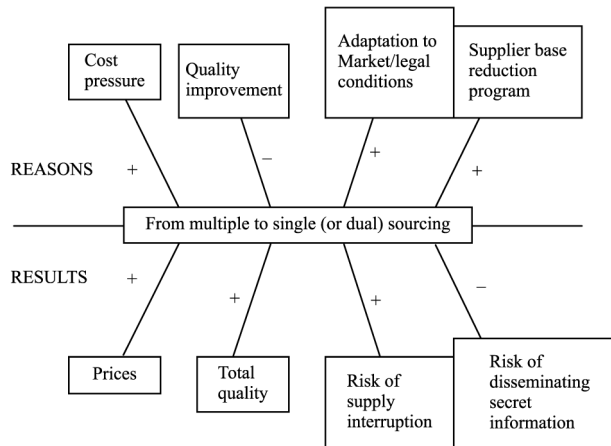 Cost
pressure
Quality
improvement
Adaptation to
Market/legal
conditions
Supplier base
reduction
program
REASONS
+
–
+
+
From multiple to single (or dual) sourcing
RESULTS
+
+
+
–
Prices
Total
quality
Risk of
supply
interruption
Risk of
disseminating
secret
information